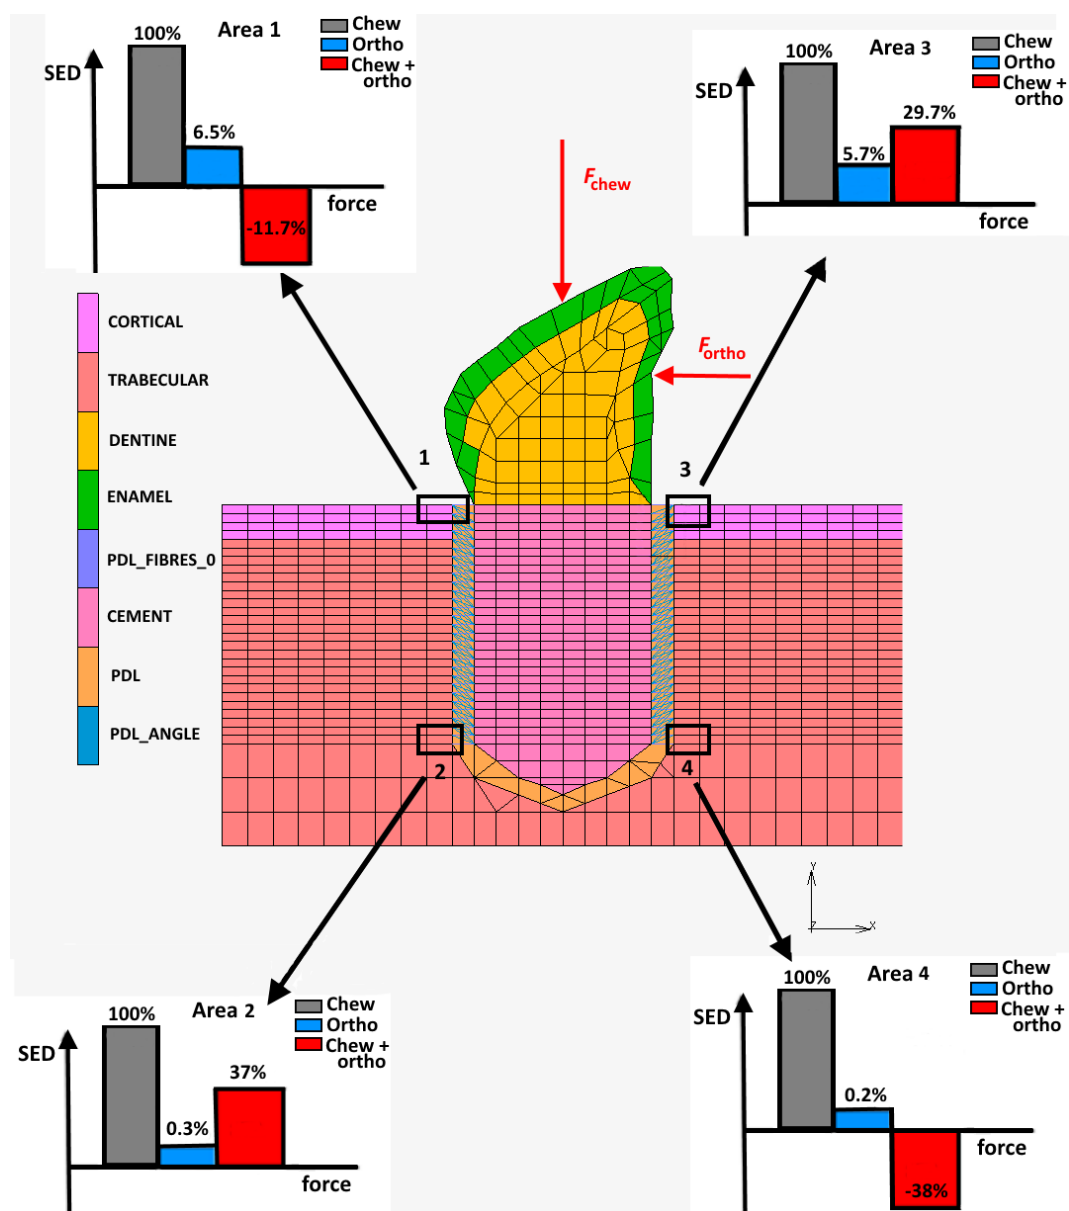 100%
Area 1
Chew
Ortho
Chew +
ortho
SED
6.5%
-11.7%
force
100%
Area 3
Chew
Ortho
Chew +
ortho
SED
5.7%
29.7%
force
Fchew
Fortho
CORTICAL
TRABECULAR
DENTINE
ENAMEL
PDL_FIBRES_0
CEMENT
PDL
PDL_ANGLE
1
3
2
4
Y
Z
X
100%
Area 2
Chew
Ortho
Chew +
ortho
SED
0.3%
37%
force
100%
Area 4
Chew
Ortho
Chew +
ortho
SED
0.2%
-38%
force